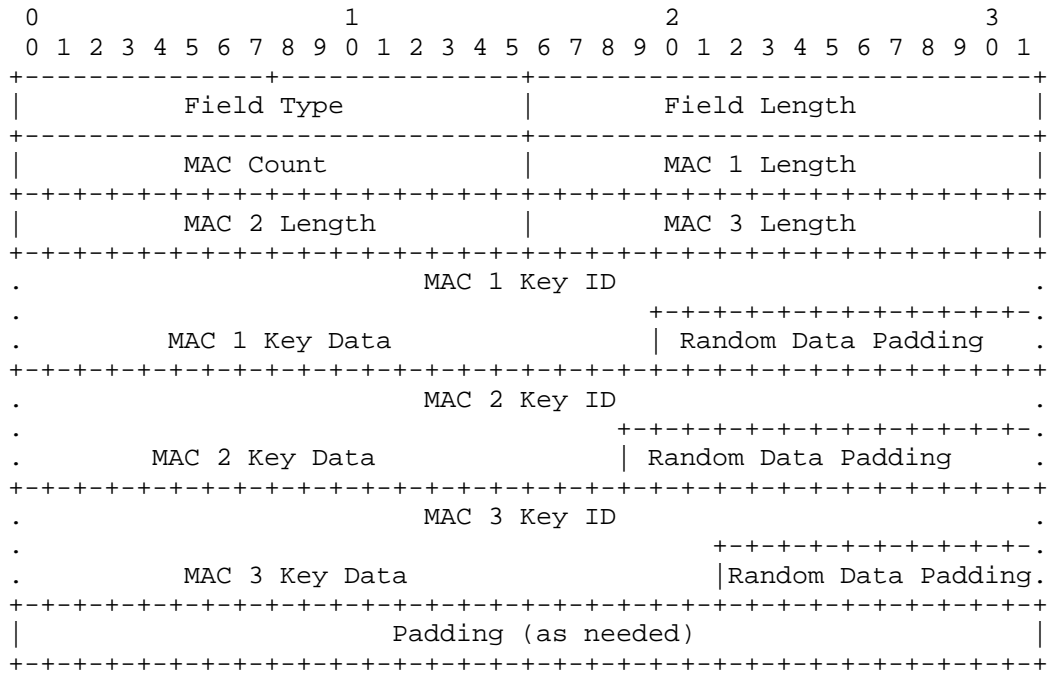 0                   1                   2                   3
0 1 2 3 4 5 6 7 8 9 0 1 2 3 4 5 6 7 8 9 0 1 2 3 4 5 6 7 8 9 0 1
+---------------+---------------+-------------------------------+
|          Field Type           |        Field Length           |
+-------------------------------+-------------------------------+
|          MAC Count            |        MAC 1 Length           |
+-+-+-+-+-+-+-+-+-+-+-+-+-+-+-+-+-+-+-+-+-+-+-+-+-+-+-+-+-+-+-+-+
|          MAC 2 Length         |        MAC 3 Length           |
+-+-+-+-+-+-+-+-+-+-+-+-+-+-+-+-+-+-+-+-+-+-+-+-+-+-+-+-+-+-+-+-+
.                         MAC 1 Key ID                          .
.                                       +-+-+-+-+-+-+-+-+-+-+-+-.
.         MAC 1 Key Data                | Random Data Padding   .
+-+-+-+-+-+-+-+-+-+-+-+-+-+-+-+-+-+-+-+-+-+-+-+-+-+-+-+-+-+-+-+-+
.                         MAC 2 Key ID                          .
.                                     +-+-+-+-+-+-+-+-+-+-+-+-+-.
.        MAC 2 Key Data               | Random Data Padding     .
+-+-+-+-+-+-+-+-+-+-+-+-+-+-+-+-+-+-+-+-+-+-+-+-+-+-+-+-+-+-+-+-+
.                         MAC 3 Key ID                          .
.                                           +-+-+-+-+-+-+-+-+-+-.
.          MAC 3 Key Data                   |Random Data Padding.
+-+-+-+-+-+-+-+-+-+-+-+-+-+-+-+-+-+-+-+-+-+-+-+-+-+-+-+-+-+-+-+-+
|                       Padding (as needed)                     |
+-+-+-+-+-+-+-+-+-+-+-+-+-+-+-+-+-+-+-+-+-+-+-+-+-+-+-+-+-+-+-+-+